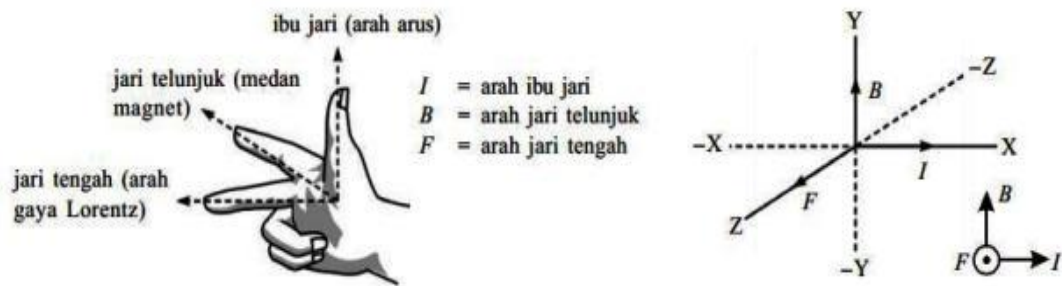 ibu jari (arah arus)
jari telunjuk (medan
magnet)
jari tengah (arah
gaya Lorentz)
I = arah ibu jari
B = arah jari telunjuk
F = arah jari tengah
Y
-Z
B
-X
X
I
F
Z
-Y
B
F
I